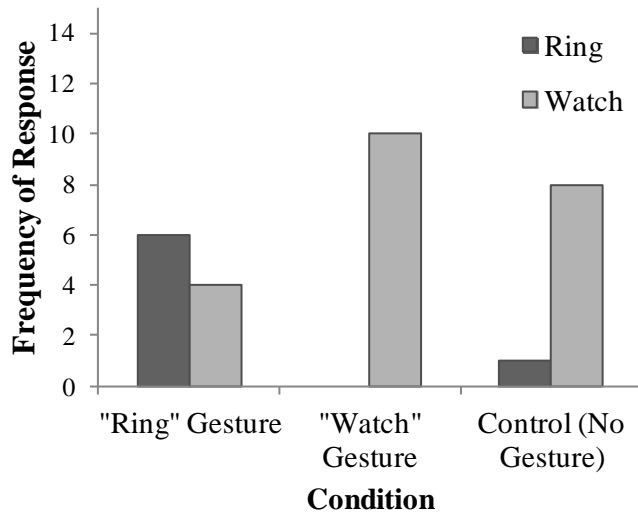 14
12
10
8
6
4
2
0
Frequency of Response
Ring
Watch
"Ring" Gesture
"Watch"
Gesture
Control (No
Gesture)
Condition